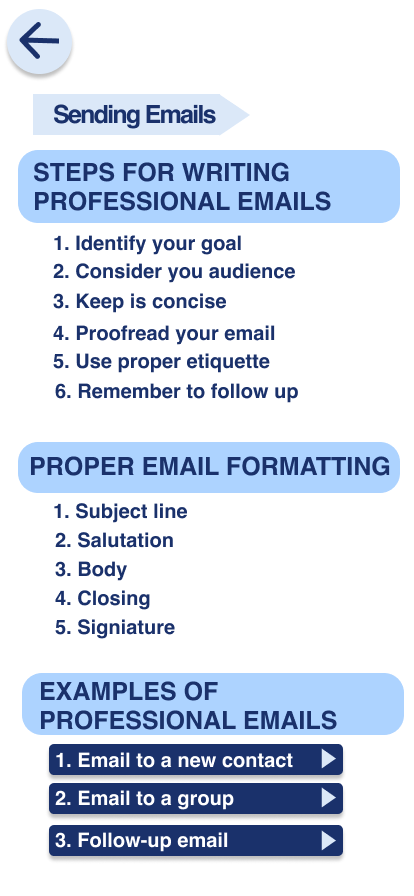 Sending Emails
STEPS FOR WRITING
PROFESSIONAL EMAILS
1. Identify your goal
2. Consider you audience
3. Keep is concise
4. Proofread your email
5. Use proper etiquette
6. Remember to follow up
PROPER EMAIL FORMATTING
1. Subject line
2. Salutation
3. Body
4. Closing
5. Signiature
EXAMPLES OF
PROFESSIONAL EMAILS
1. Email to a new contact
2. Email to a group
3. Follow-up email